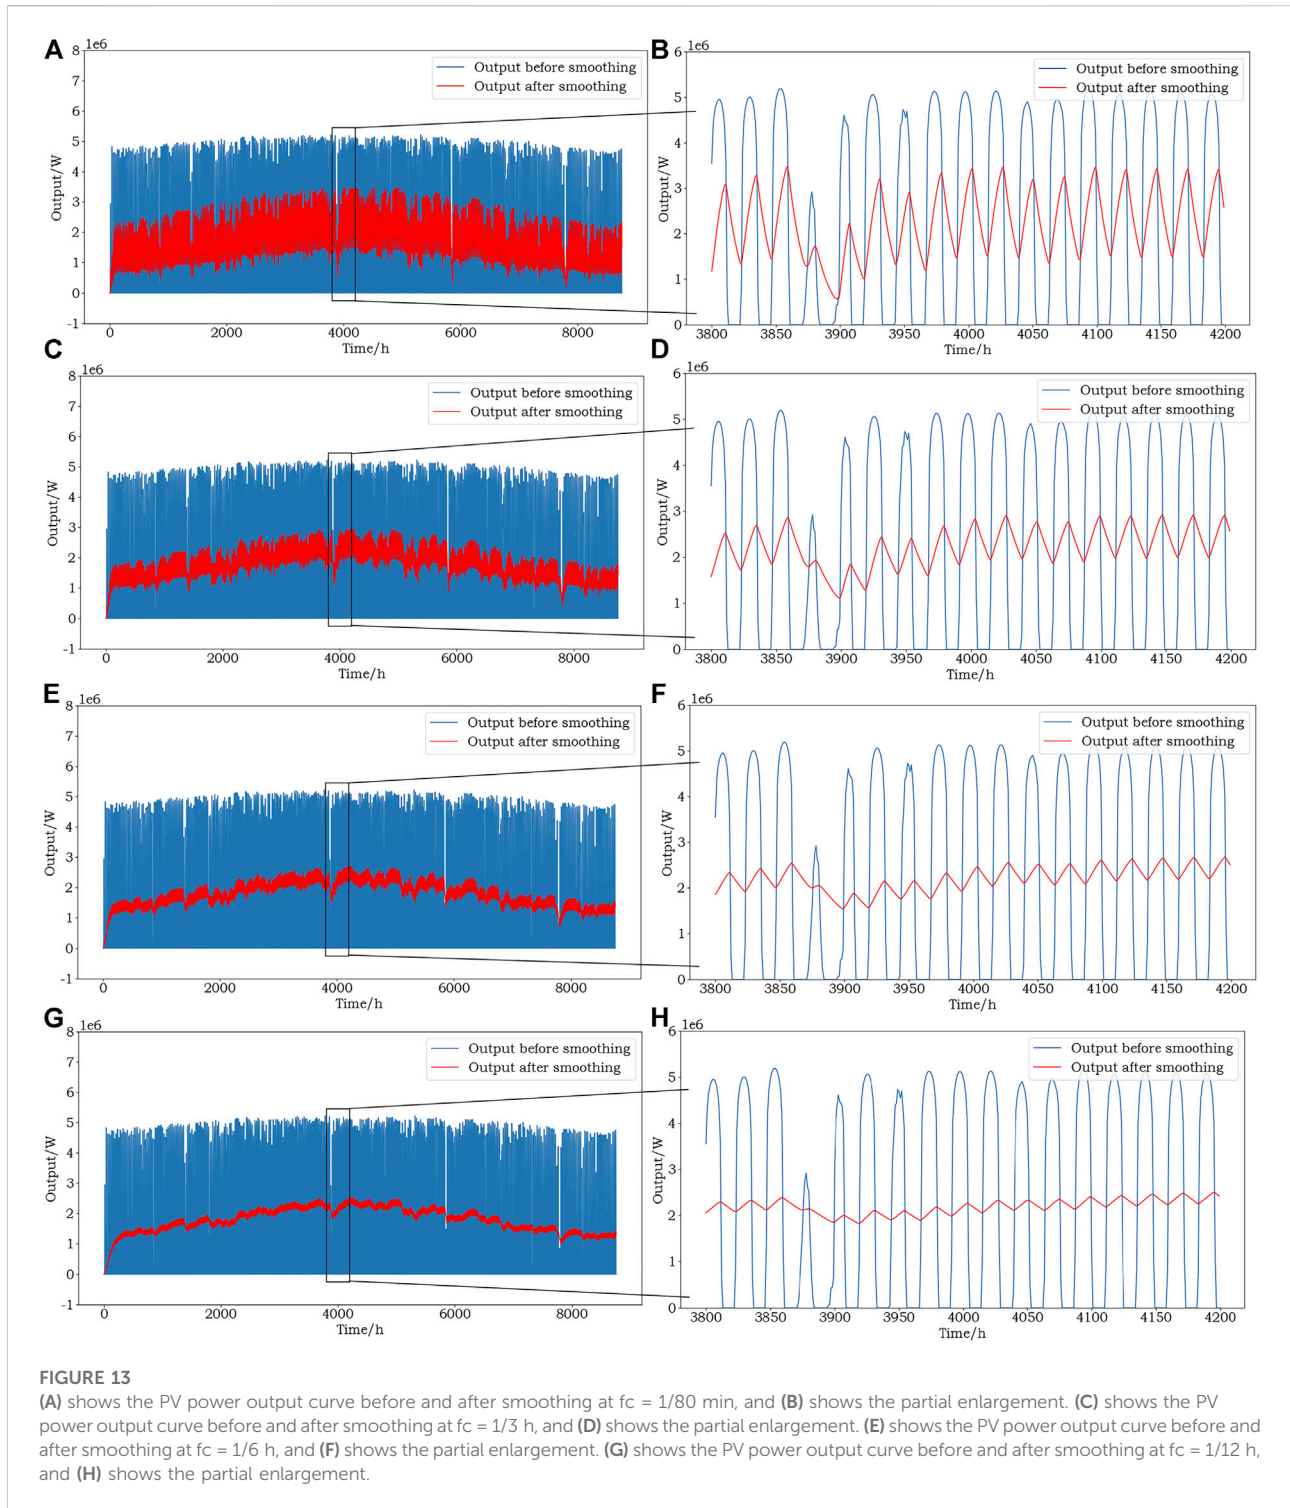 A
1e6
8
7
6
5
4
3
2
1
0
-1
Output/W
Output before smoothing
Output after smoothing
0 2000 4000 6000 8000
Time/h
B
1e6
6
5
4
3
2
1
0
Output/W
Output before smoothing
Output after smoothing
3800 3850 3900 3950 4000 4050 4100 4150 4200
Time/h
C
1e6
8
7
6
5
4
3
2
1
0
-1
Output/W
Output before smoothing
Output after smoothing
0 2000 4000 6000 8000
Time/h
D
1e6
6
5
4
3
2
1
0
Output/W
Output before smoothing
Output after smoothing
3800 3850 3900 3950 4000 4050 4100 4150 4200
Time/h
E
1e6
8
7
6
5
4
3
2
1
0
-1
Output/W
Output before smoothing
Output after smoothing
0 2000 4000 6000 8000
Time/h
F
1e6
6
5
4
3
2
1
0
Output/W
Output before smoothing
Output after smoothing
3800 3850 3900 3950 4000 4050 4100 4150 4200
Time/h
G
1e6
8
7
6
5
4
3
2
1
0
-1
Output/W
Output before smoothing
Output after smoothing
0 2000 4000 6000 8000
Time/h
H
1e6
6
5
4
3
2
1
0
Output/W
Output before smoothing
Output after smoothing
3800 3850 3900 3950 4000 4050 4100 4150 4200
Time/h
FIGURE 13
(A) shows the PV power output curve before and after smoothing at fc = 1/80 min, and (B) shows the partial enlargement. (C) shows the PV
power output curve before and after smoothing at fc = 1/3 h, and (D) shows the partial enlargement. (E) shows the PV power output curve before and
after smoothing at fc = 1/6 h, and (F) shows the partial enlargement. (G) shows the PV power output curve before and after smoothing at fc = 1/12 h,
and (H) shows the partial enlargement.